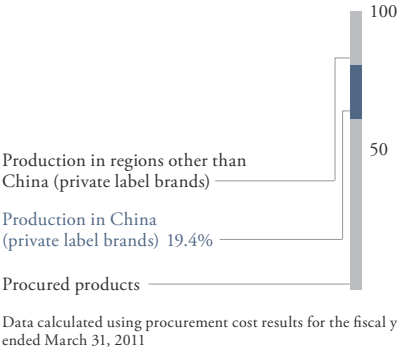 100
50
Production in regions other than
China (private label brands)
Production in China
(private label brands) 19.4%
Procured products
Data calculated using procurement cost results for the fiscal y
ended March 31, 2011